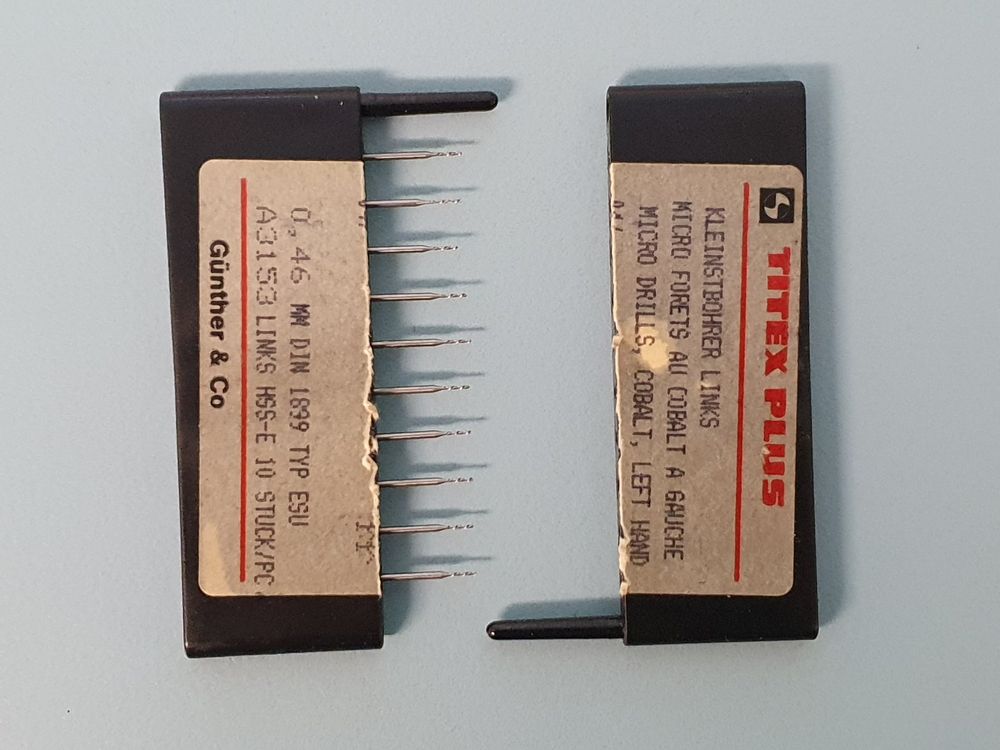 TITEX PLUS
KLEINSTBOHRER LINKS
MICRO FORETS AU COBALT A GAUCHE
MICRO DRILLS, COBALT, LEFT HAND
0,46 MM DIN 1899 TYP ESU
A3153 LINKS HSS-E 10 STUCK/PC
Günther & Co